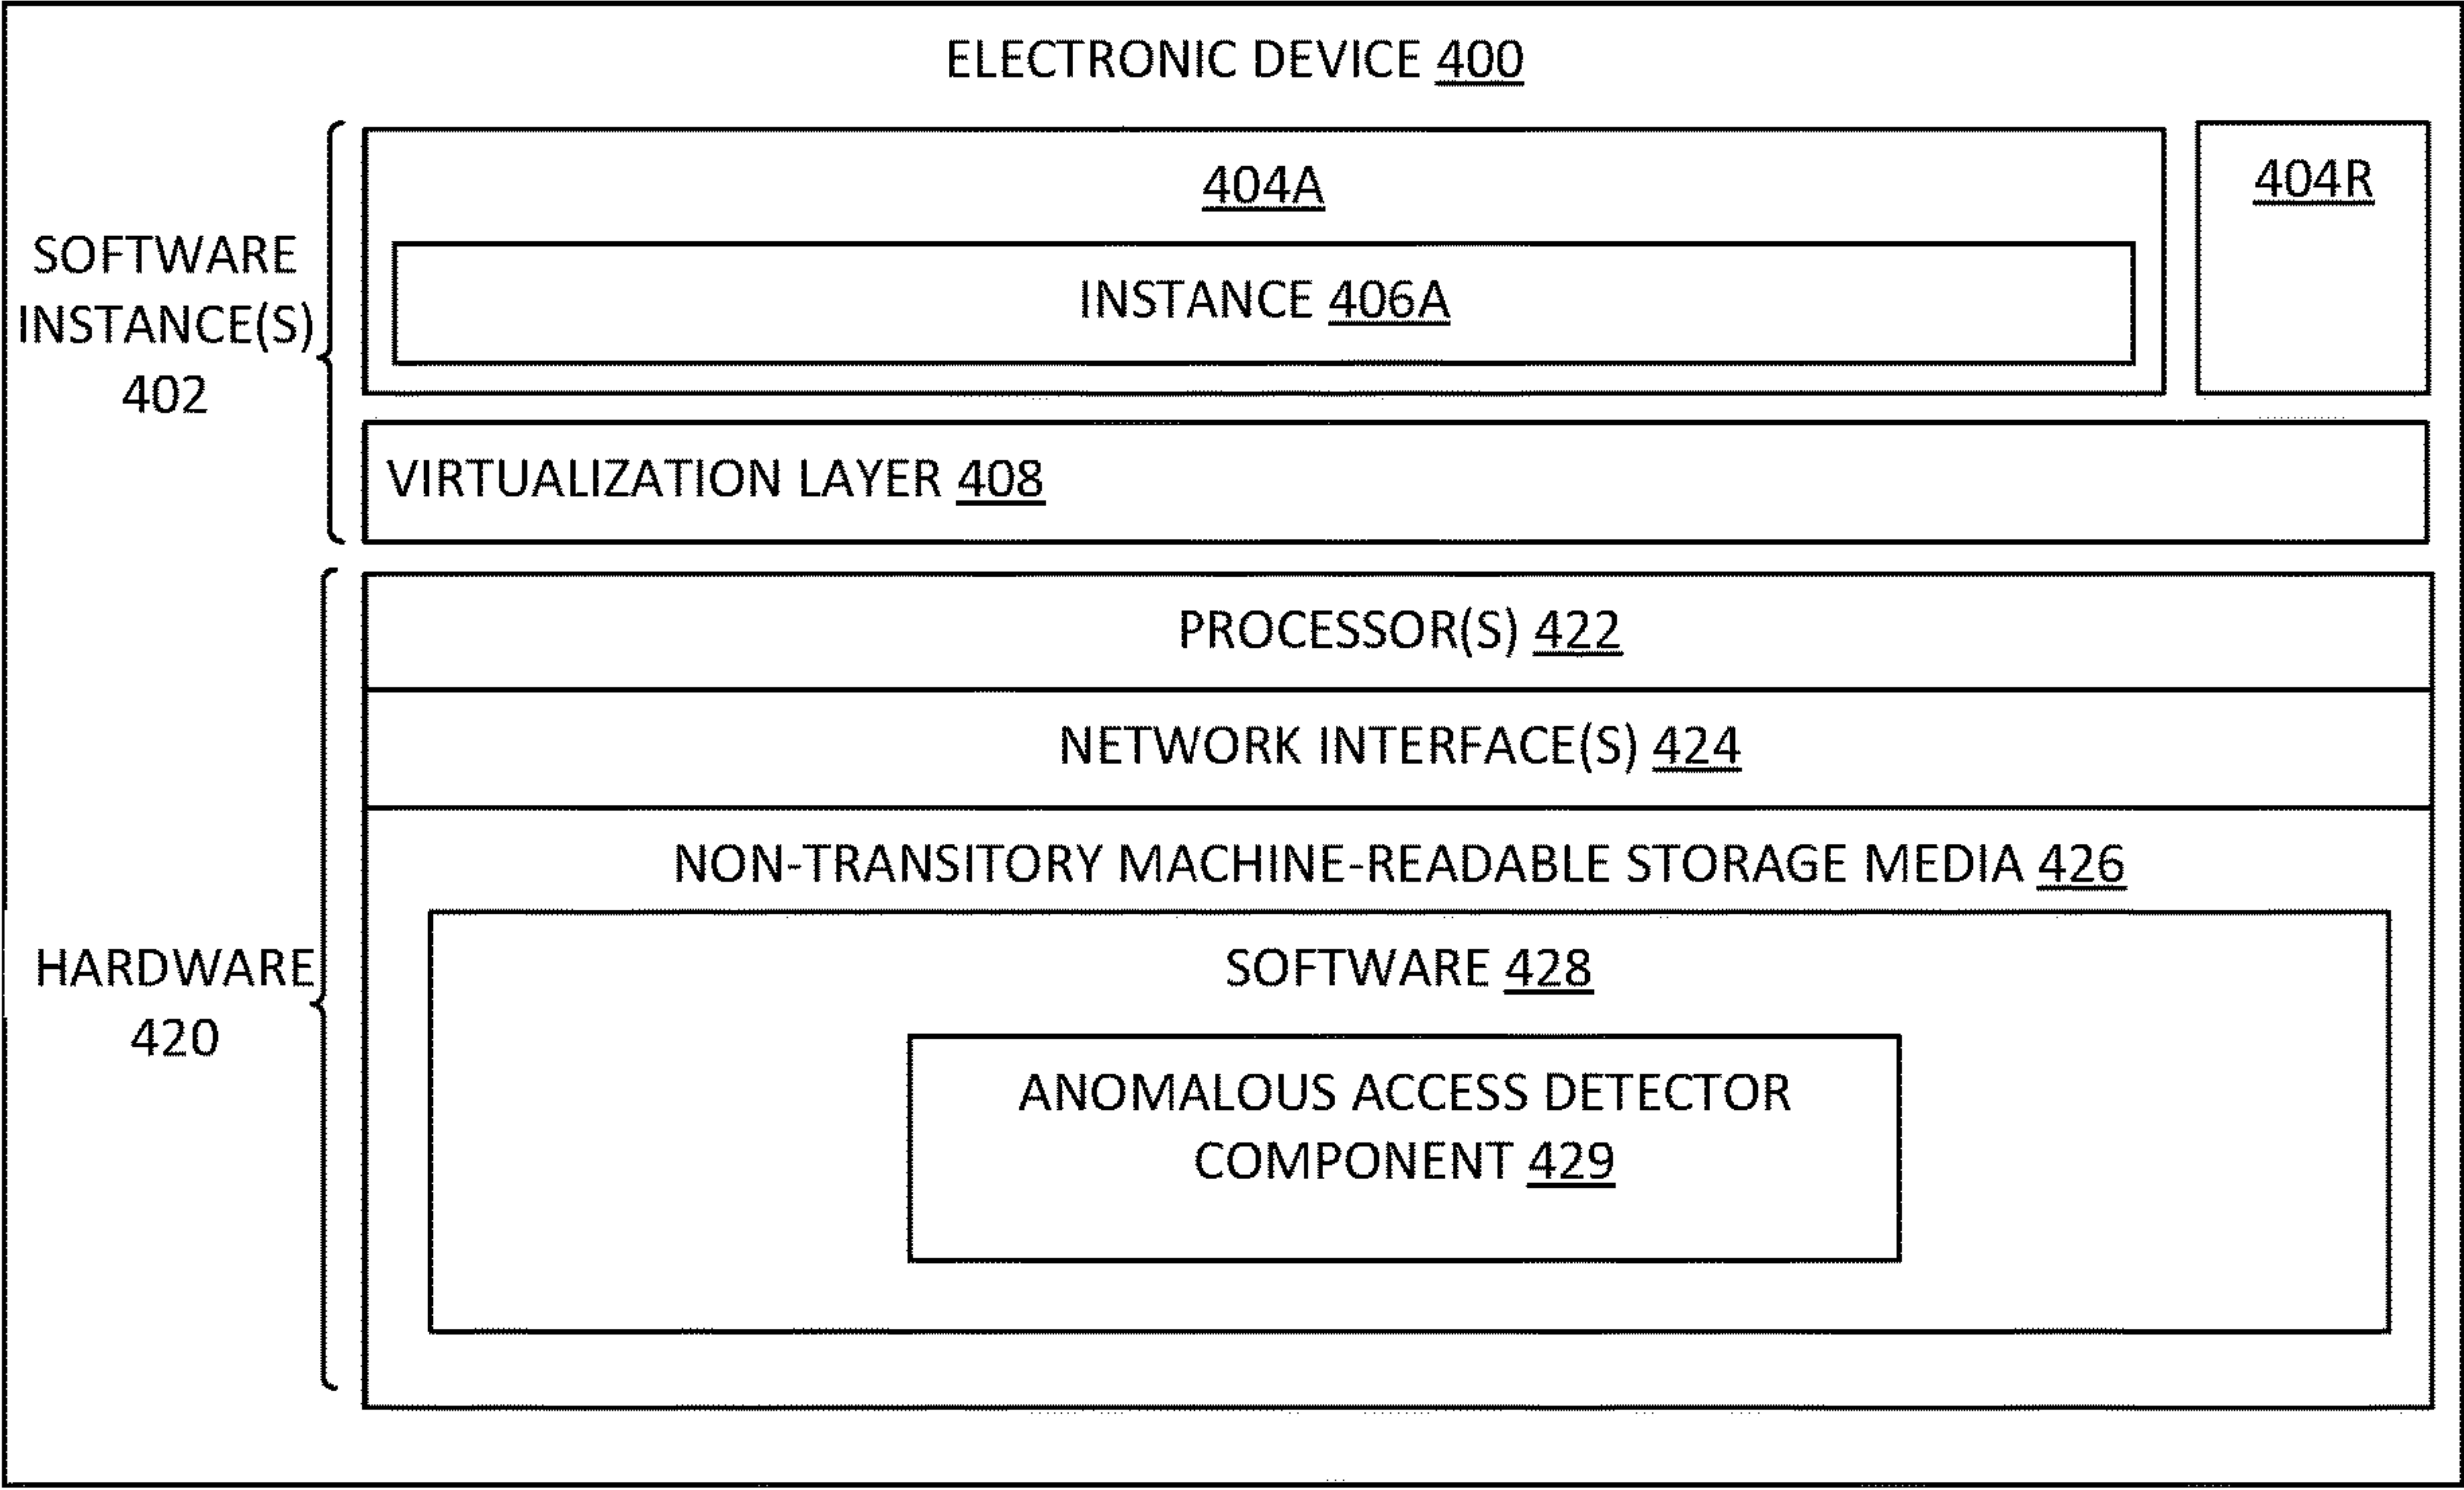 ELECTRONIC DEVICE 400
SOFTWARE
INSTANCE(S)
402
404A
404R
INSTANCE 406A
VIRTUALIZATION LAYER 408
HARDWARE
420
PROCESSOR(S) 422
NETWORK INTERFACE(S) 424
NON-TRANSITORY MACHINE-READABLE STORAGE MEDIA 426
SOFTWARE 428
ANOMALOUS ACCESS DETECTOR
COMPONENT 429